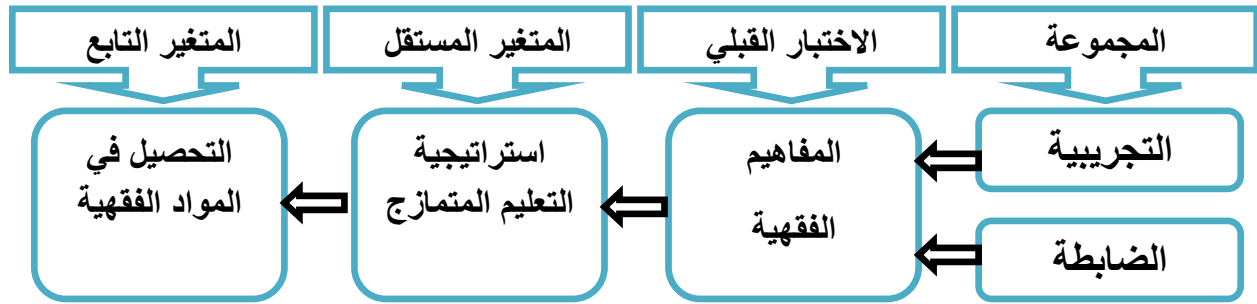 المجموعة
الاختبار القبلي
المتغير المستقل
المتغير التابع
التجريبية
الضابطة
المفاهيم
الفقهية
استراتيجية
التعليم المتمازج
التحصيل في
المواد الفقهية